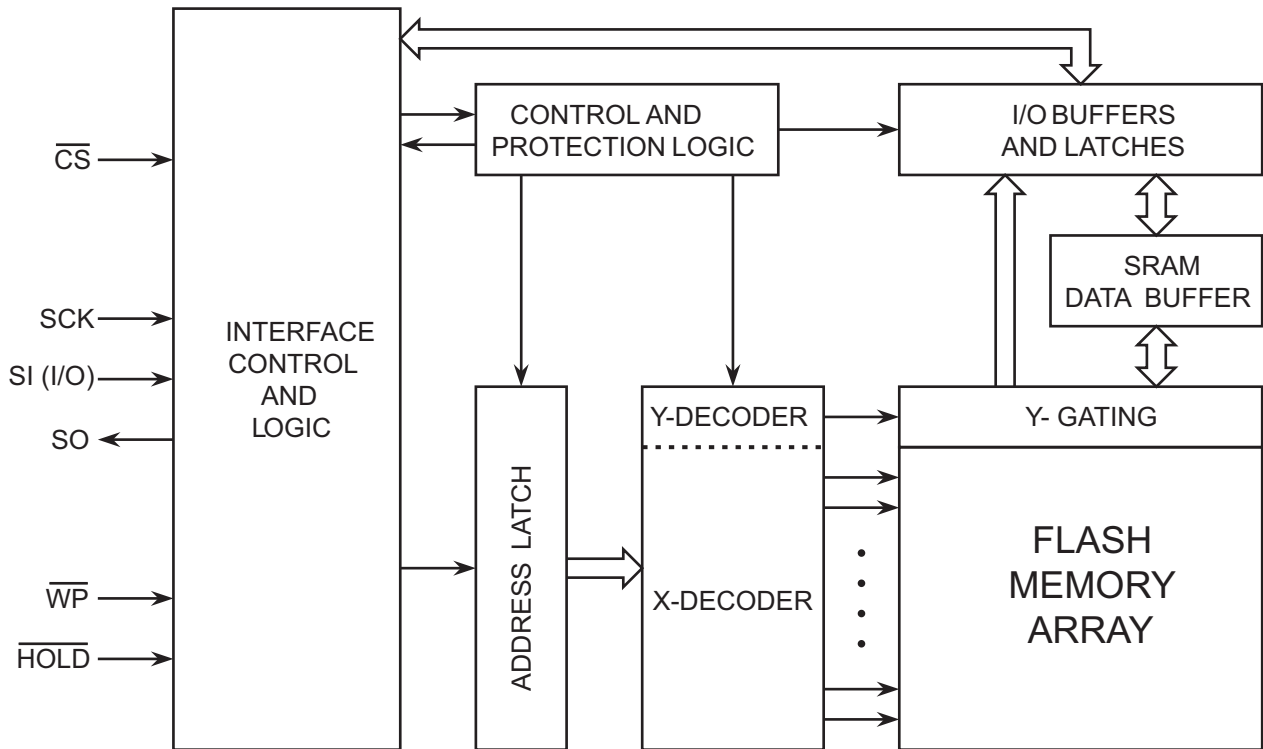 CS
SCK
SI (I/O)
SO
WP
HOLD
INTERFACE
CONTROL
AND
LOGIC
CONTROL AND
PROTECTION LOGIC
I/O BUFFERS
AND LATCHES
SRAM
DATA BUFFER
ADDRESS LATCH
Y-DECODER
X-DECODER
Y- GATING
FLASH
MEMORY
ARRAY